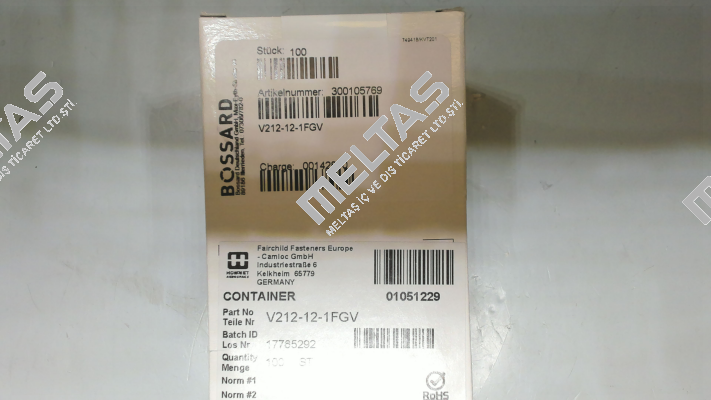 Stück: 100
Artikelnummer: 300105769
V212-12-1FGV
Charge:
BOSSARD
Fairchild Fasteners Europe
- Camloc GmbH
Industriestraße 6
Kelkheim 65779
GERMANY
CONTAINER 01051229
Part No
Teile Nr V212-12-1FGV
Batch ID
Los Nr 17785292
Quantity
Menge 100 ST
Norm #1
Norm #2
RoHS
MELTAS
MELTAŞ İÇ VE DIŞ TİCARET LTD ŞTİ.